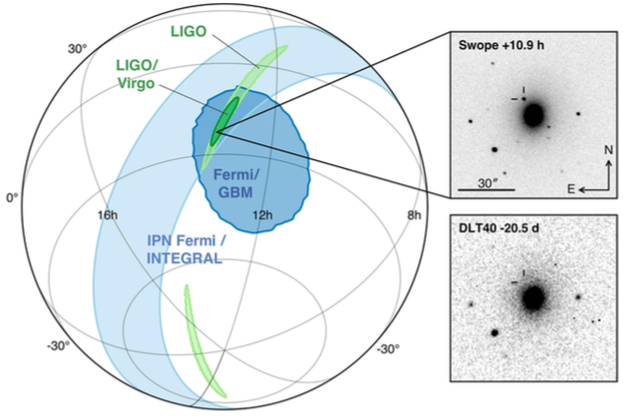 LIGO
30°
LIGO/
Virgo
Fermi/
GBM
0°
16h
12h
8h
IPN Fermi /
INTEGRAL
-30°
-30°
Swope +10.9 h
N
30"
E
DLT40 -20.5 d